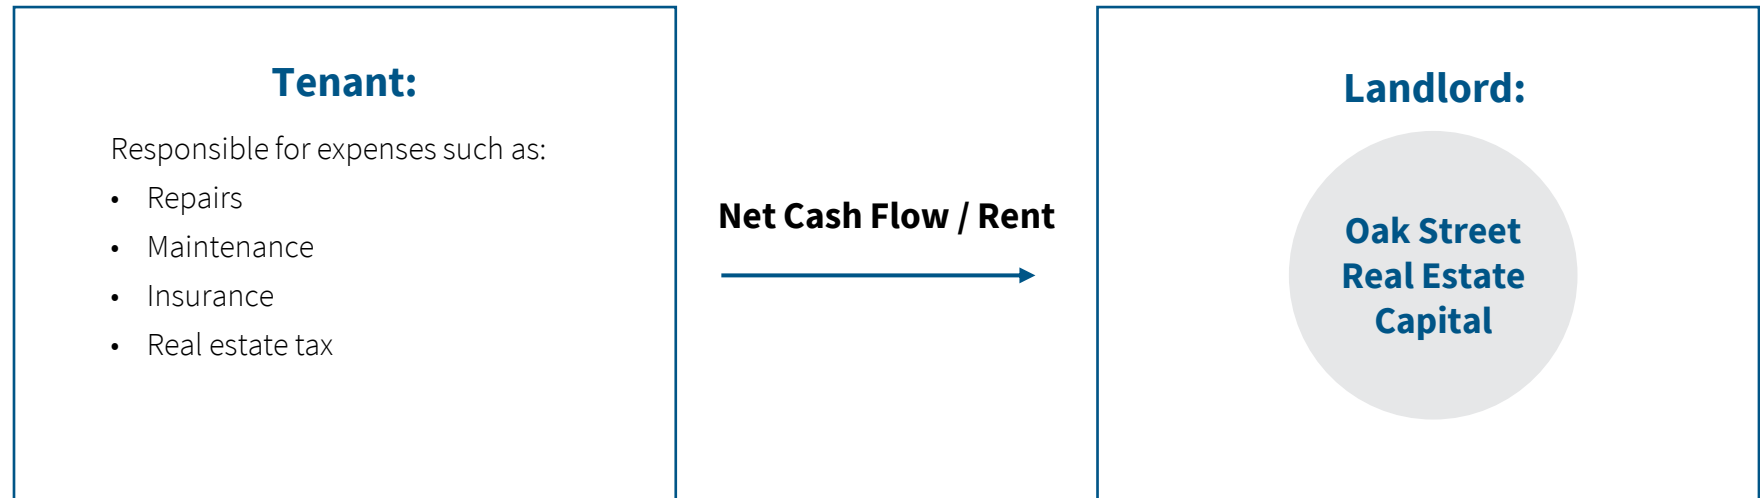 Tenant:
Responsible for expenses such as:
• Repairs
• Maintenance
• Insurance
• Real estate tax
Net Cash Flow / Rent
Landlord:
Oak Street
Real Estate
Capital